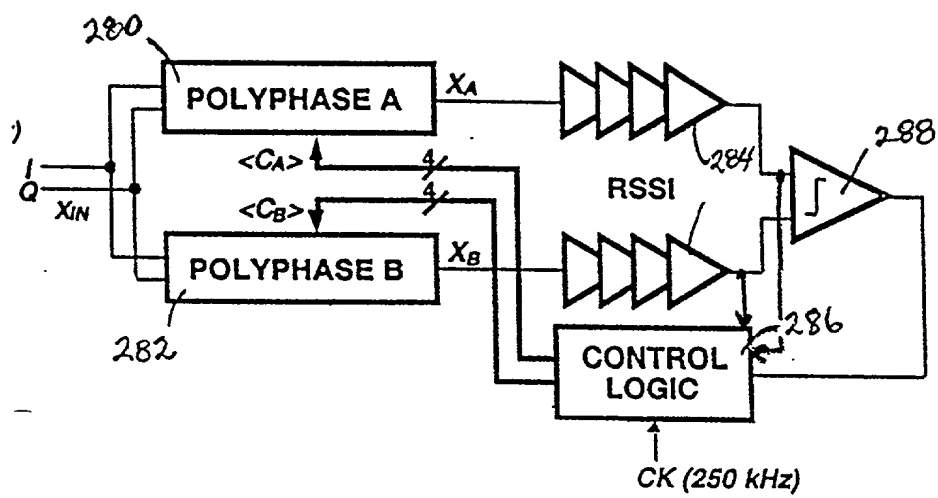 280
POLYPHASE A
XA
288
)
<CA>
4
284
I
Q
XIN
4
RSSI
<CB>
POLYPHASE B
XB
286
282
CONTROL
LOGIC
CK (250 kHz)